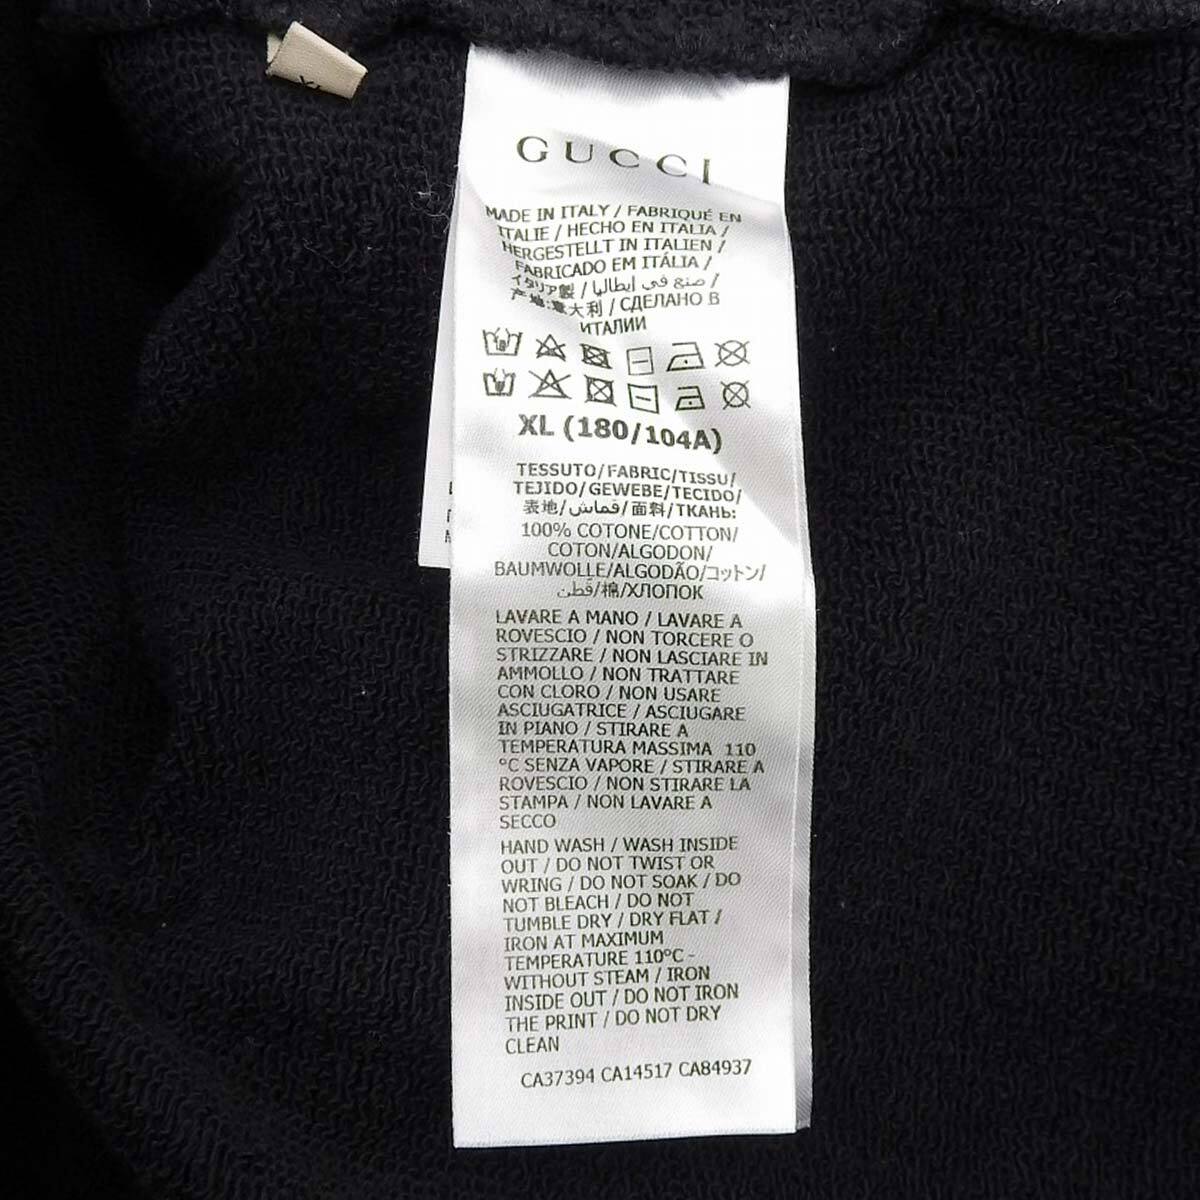 GUCCI
MADE IN ITALY / FABRIQUÉ EN
ITALIE / HECHO EN ITALIA /
HERGESTELLT IN ITALIEN /
FABRICADO EM ITÁLIA /
イタリア製 / صنع في إيطاليا /
产地:意大利 / СДЕЛАНО В
ИТАЛИИ
XL (180/104A)
TESSUTO/FABRIC/TISSU/
TEJIDO/GEWEBE/TECIDO/
表地/قماش/面料/ТКАНЬ:
100% COTONE/COTTON/
COTON/ALGODON/
BAUMWOLLE/ALGODÃO/コットン/
قطن/棉/ХЛОПОК
LAVARE A MANO / LAVARE A
ROVESCIO / NON TORCERE O
STRIZZARE / NON LASCIARE IN
AMMOLLO / NON TRATTARE
CON CLORO / NON USARE
ASCIUGATRICE / ASCIUGARE
IN PIANO / STIRARE A
TEMPERATURA MASSIMA 110
°C SENZA VAPORE / STIRARE A
ROVESCIO / NON STIRARE LA
STAMPA / NON LAVARE A
SECCO
HAND WASH / WASH INSIDE
OUT / DO NOT TWIST OR
WRING / DO NOT SOAK / DO
NOT BLEACH / DO NOT
TUMBLE DRY / DRY FLAT /
IRON AT MAXIMUM
TEMPERATURE 110°C -
WITHOUT STEAM / IRON
INSIDE OUT / DO NOT IRON
THE PRINT / DO NOT DRY
CLEAN
CA37394 CA14517 CA84937